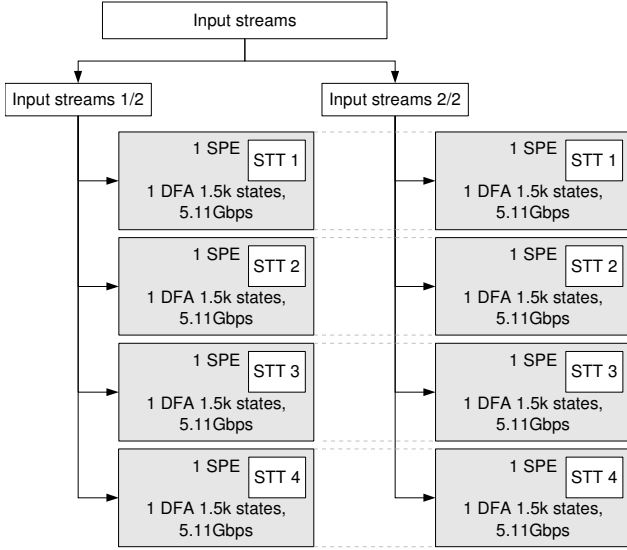 Input streams
Input streams 1/2
Input streams 2/2
1 SPE
STT 1
1 DFA 1.5k states,
5.11Gbps
1 SPE
STT 1
1 DFA 1.5k states,
5.11Gbps
1 SPE
STT 2
1 DFA 1.5k states,
5.11Gbps
1 SPE
STT 2
1 DFA 1.5k states,
5.11Gbps
1 SPE
STT 3
1 DFA 1.5k states,
5.11Gbps
1 SPE
STT 3
1 DFA 1.5k states,
5.11Gbps
1 SPE
STT 4
1 DFA 1.5k states,
5.11Gbps
1 SPE
STT 4
1 DFA 1.5k states,
5.11Gbps